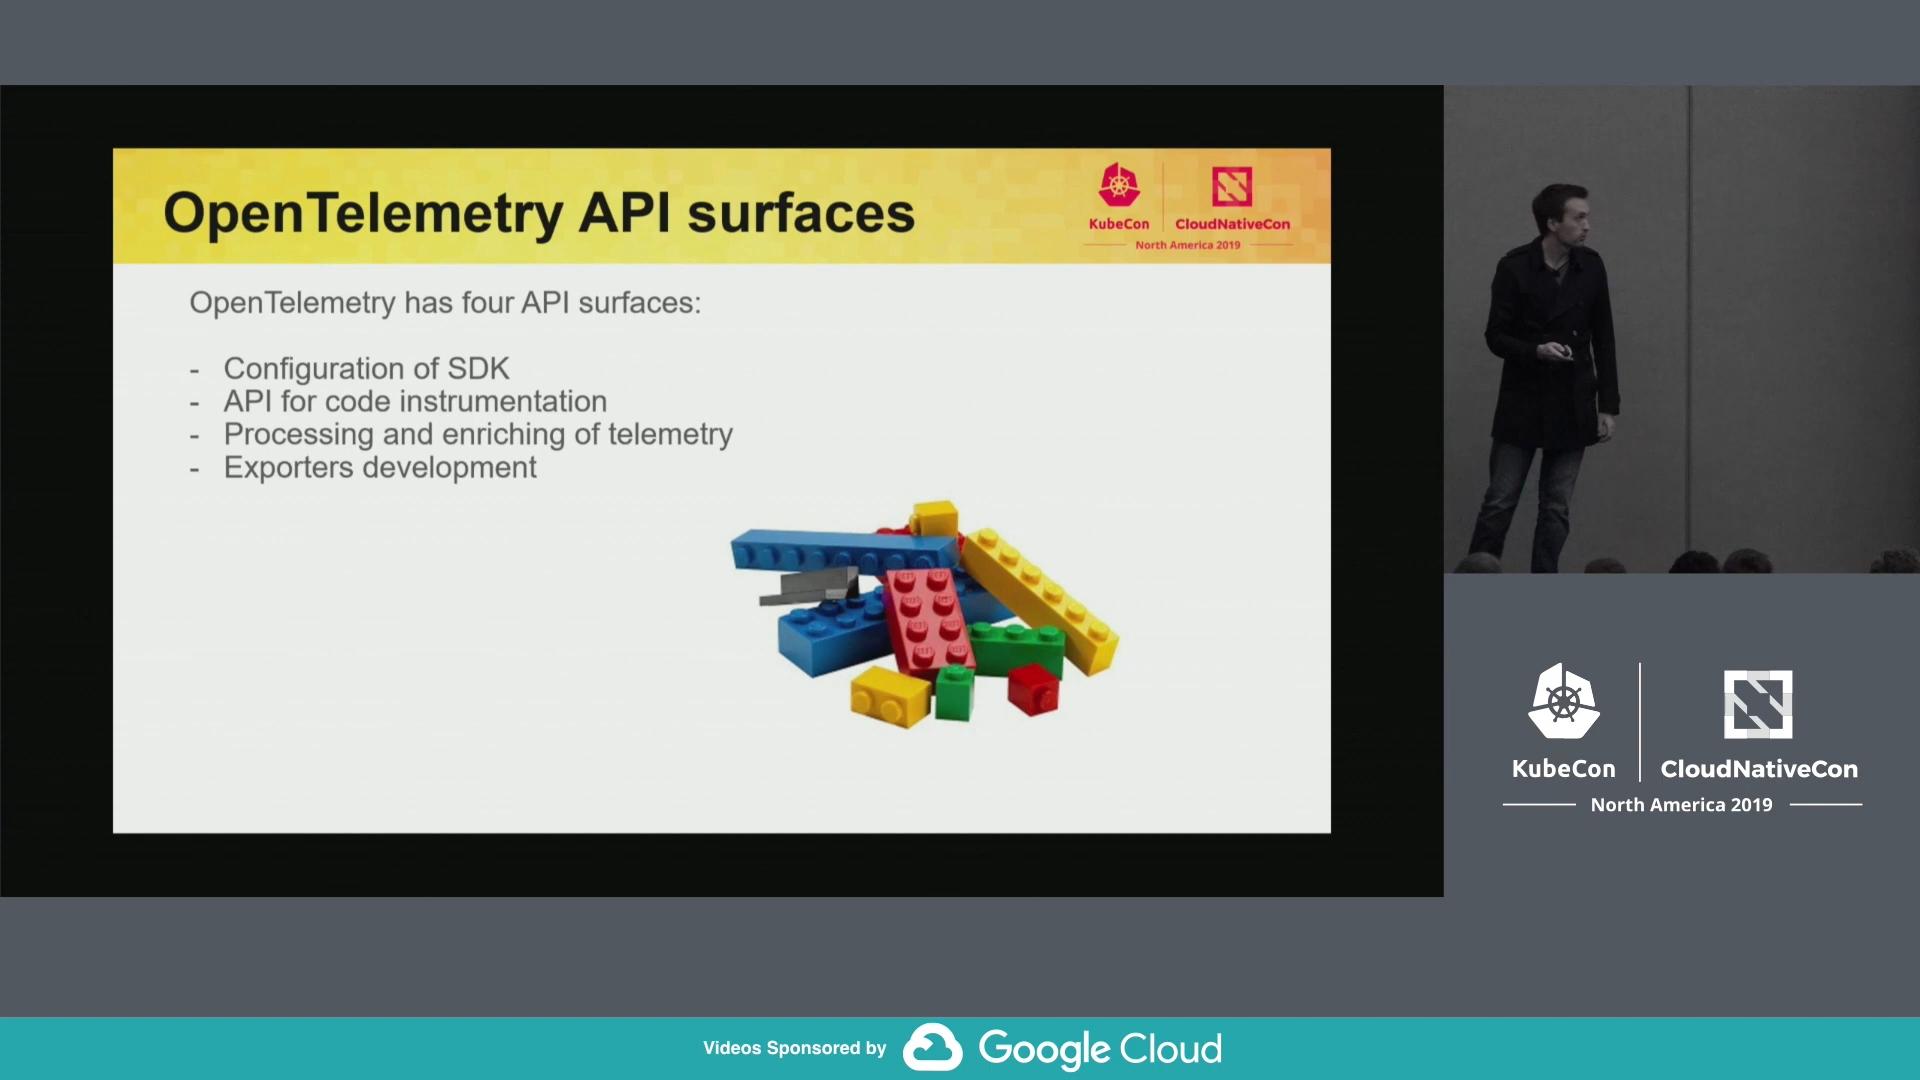 OpenTelemetry API surfaces
KubeCon
CloudNativeCon
North America 2019
OpenTelemetry has four API surfaces:
- Configuration of SDK
- API for code instrumentation
- Processing and enriching of telemetry
- Exporters development
KubeCon
CloudNativeCon
North America 2019
Videos Sponsored by
Google Cloud